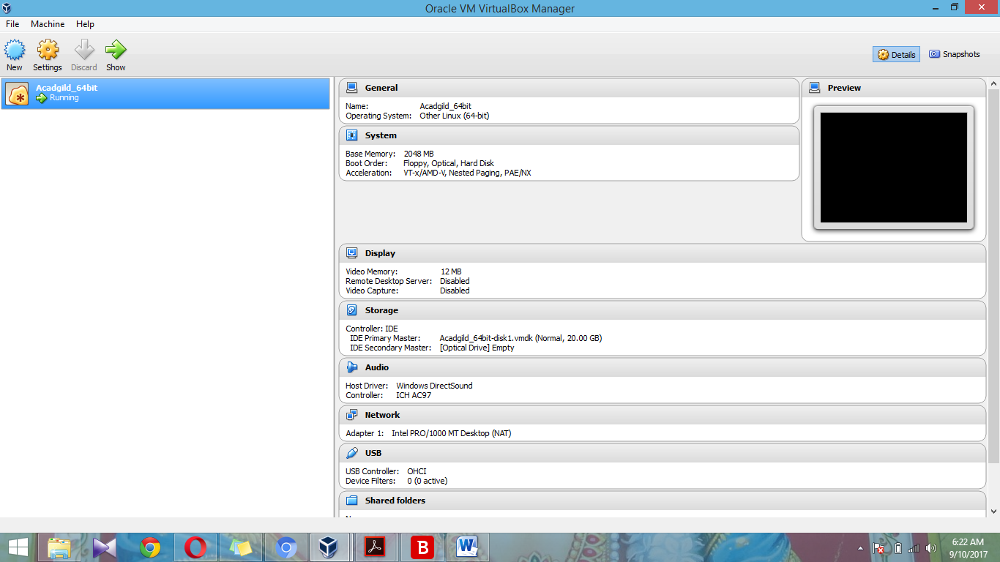 Oracle VM VirtualBox Manager
File Machine Help
New Settings Discard Show
Details Snapshots
Acadgild_64bit
Running
General
Name: Acadgild_64bit
Operating System: Other Linux (64-bit)
System
Base Memory: 2048 MB
Boot Order: Floppy, Optical, Hard Disk
Acceleration: VT-x/AMD-V, Nested Paging, PAE/NX
Preview
Display
Video Memory: 12 MB
Remote Desktop Server: Disabled
Video Capture: Disabled
Storage
Controller: IDE
IDE Primary Master: Acadgild_64bit-disk1.vmdk (Normal, 20.00 GB)
IDE Secondary Master: [Optical Drive] Empty
Audio
Host Driver: Windows DirectSound
Controller: ICH AC97
Network
Adapter 1: Intel PRO/1000 MT Desktop (NAT)
USB
USB Controller: OHCI
Device Filters: 0 (0 active)
Shared folders
B
W
6:22 AM
9/10/2017